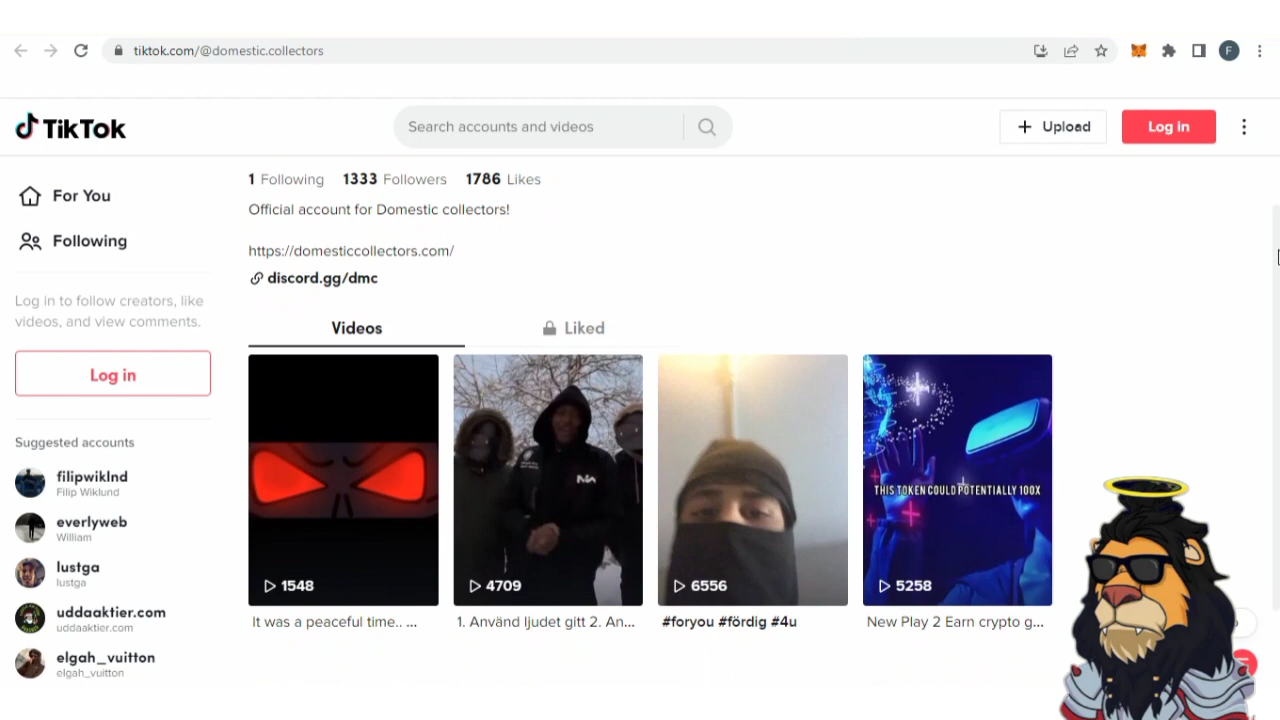 tiktok.com/@domestic.collectors
F
TikTok
Search accounts and videos
Upload
Log in
For You
Following
Log in to follow creators, like
videos, and view comments.
Log in
Suggested accounts
filipwiklnd
Filip Wiklund
everlyweb
William
lustga
lustga
uddaaktier.com
uddaaktier.com
elgah_vuitton
elgah_vuitton
1 Following 1333 Followers 1786 Likes
Official account for Domestic collectors!
https://domesticcollectors.com/
discord.gg/dmc
Videos Liked
1548
4709
6556
THIS TOKEN COULD POTENTIALLY 100X
5258
It was a peaceful time.. ...
1. Använd ljudet gitt 2. An...
#foryou #fördig #4u
New Play 2 Earn crypto g...